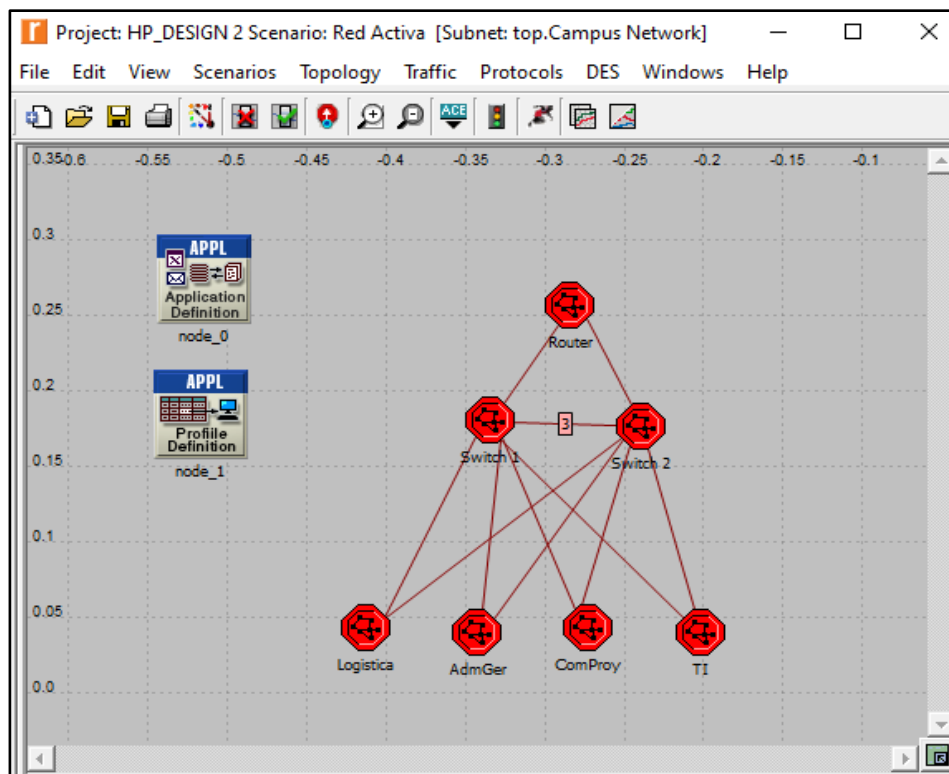 Project: HP_DESIGN 2 Scenario: Red Activa [Subnet: top.Campus Network]
File Edit View Scenarios Topology Traffic Protocols DES Windows Help
ACE
0.35 -0.6 -0.55 -0.5 -0.45 -0.4 -0.35 -0.3 -0.25 -0.2 -0.15 -0.1
0.3
APPL
Application
Definition
node_0
0.25
Router
APPL
Profile
Definition
node_1
0.2
3
Switch 1
Switch 2
0.15
0.1
0.05
Logistica
AdmGer
ComProy
TI
0.0